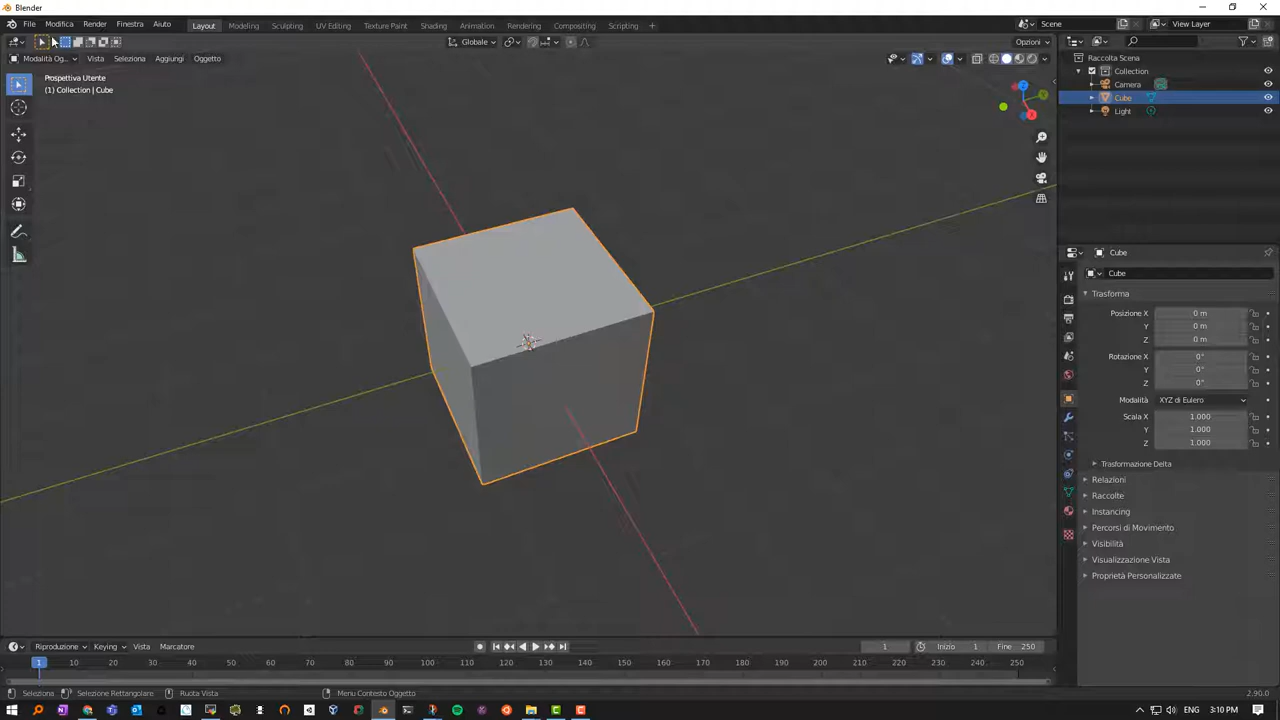 Blender
File Modifica Render Finestra Aiuto Layout Modeling Sculpting UV Editing Texture Paint Shading Animation Rendering Compositing Scripting + Scene View Layer
Globale Opzioni
Modalità Og... Vista Seleziona Aggiungi Oggetto
Prospettiva Utente
(1) Collection | Cube
Raccolta Scena
Collection
Camera
Cube
Light
Cube
Cube
Trasforma
Posizione X 0 m
Y 0 m
Z 0 m
Rotazione X 0°
Y 0°
Z 0°
Modalità XYZ di Eulero
Scala X 1.000
Y 1.000
Z 1.000
Trasformazione Delta
Relazioni
Raccolte
Instancing
Percorsi di Movimento
Visibilità
Visualizzazione Vista
Proprietà Personalizzate
Riproduzione Keying Vista Marcatore 1 Inizio 1 Fine 250
1 10 20 30 40 50 60 70 80 90 100 110 120 130 140 150 160 170 180 190 200 210 220 230 240 250
Seleziona Selezione Rettangolare Ruota Vista Menu Contesto Oggetto 2.90.0
3:10 PM